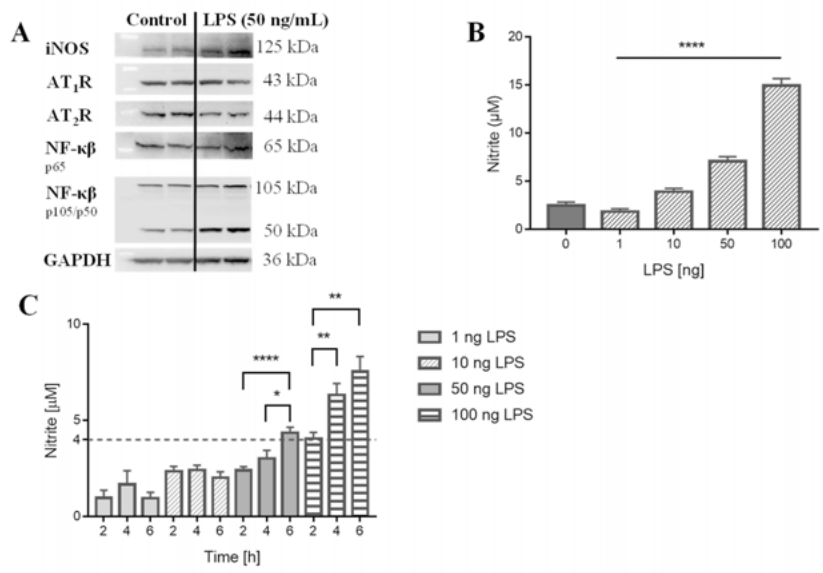 A
Control LPS (50 ng/mL)
iNOS 125 kDa
AT1R 43 kDa
AT2R 44 kDa
NF-κβ 65 kDa
p65
NF-κβ 105 kDa
p105/p50
50 kDa
GAPDH 36 kDa
B
****
20
15
10
5
0
Nitrite (μM)
0 1 10 50 100
LPS [ng]
C
**
**
****
*
10
5
4
0
Nitrite [μM]
2 4 6 2 4 6 2 4 6 2 4 6
Time [h]
1 ng LPS
10 ng LPS
50 ng LPS
100 ng LPS